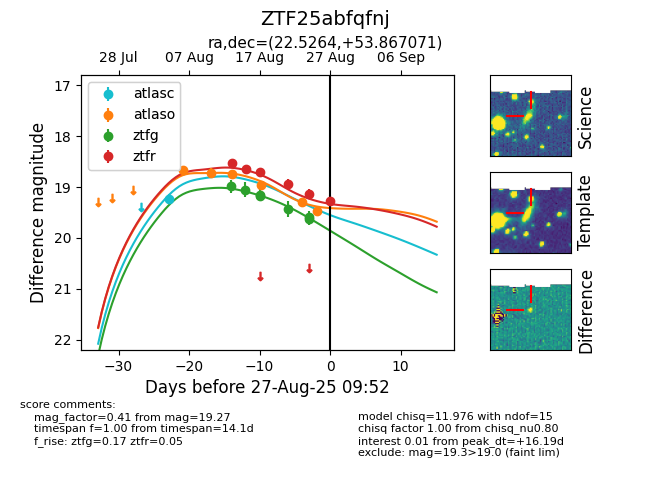 ZTF25abfqfnj
ra,dec=(22.5264,+53.867071)
28 Jul 07 Aug 17 Aug 27 Aug 06 Sep
17
18
19
20
21
22
Difference magnitude
atlasc
atlaso
ztfg
ztfr
−30 −20 −10 0 10
Days before 27-Aug-25 09:52
Science
Template
Difference
score comments:
mag_factor=0.41 from mag=19.27
timespan f=1.00 from timespan=14.1d
f_rise: ztfg=0.17 ztfr=0.05
model chisq=11.976 with ndof=15
chisq factor 1.00 from chisq_nu0.80
interest 0.01 from peak_dt=+16.19d
exclude: mag=19.3>19.0 (faint lim)